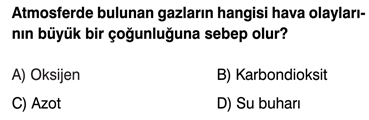 Atmosferde bulunan gazların hangisi hava olayları-
nın büyük bir çoğunluğuna sebep olur?
A) Oksijen B) Karbondioksit
C) Azot D) Su buharı